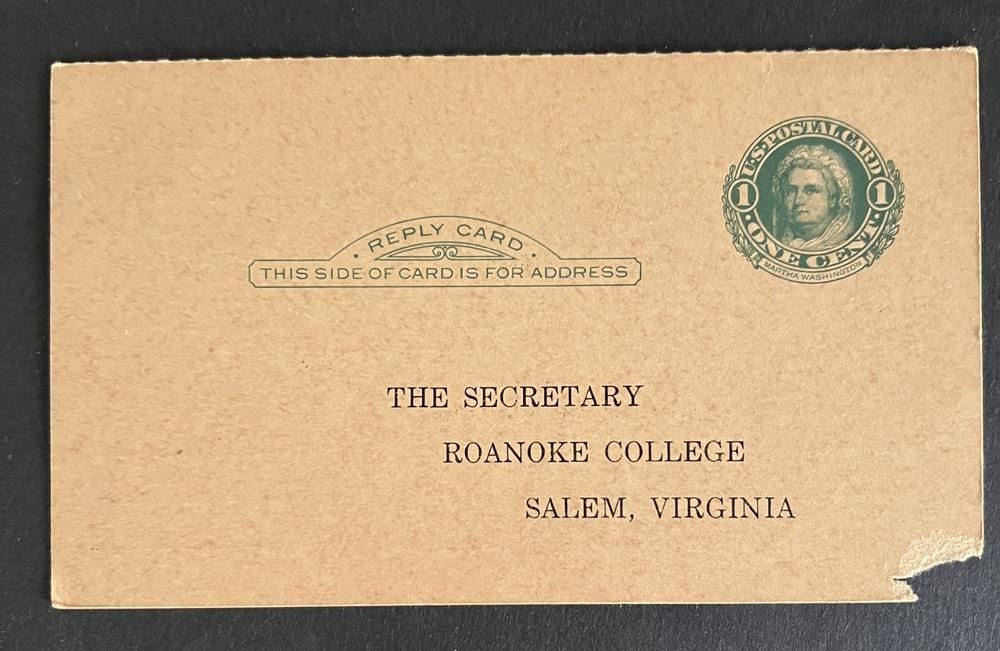 U·S·POSTAL CARD
1 1
·ONE CENT·
MARTHA WASHINGTON
· REPLY CARD ·
THIS SIDE OF CARD IS FOR ADDRESS
THE SECRETARY
ROANOKE COLLEGE
SALEM, VIRGINIA